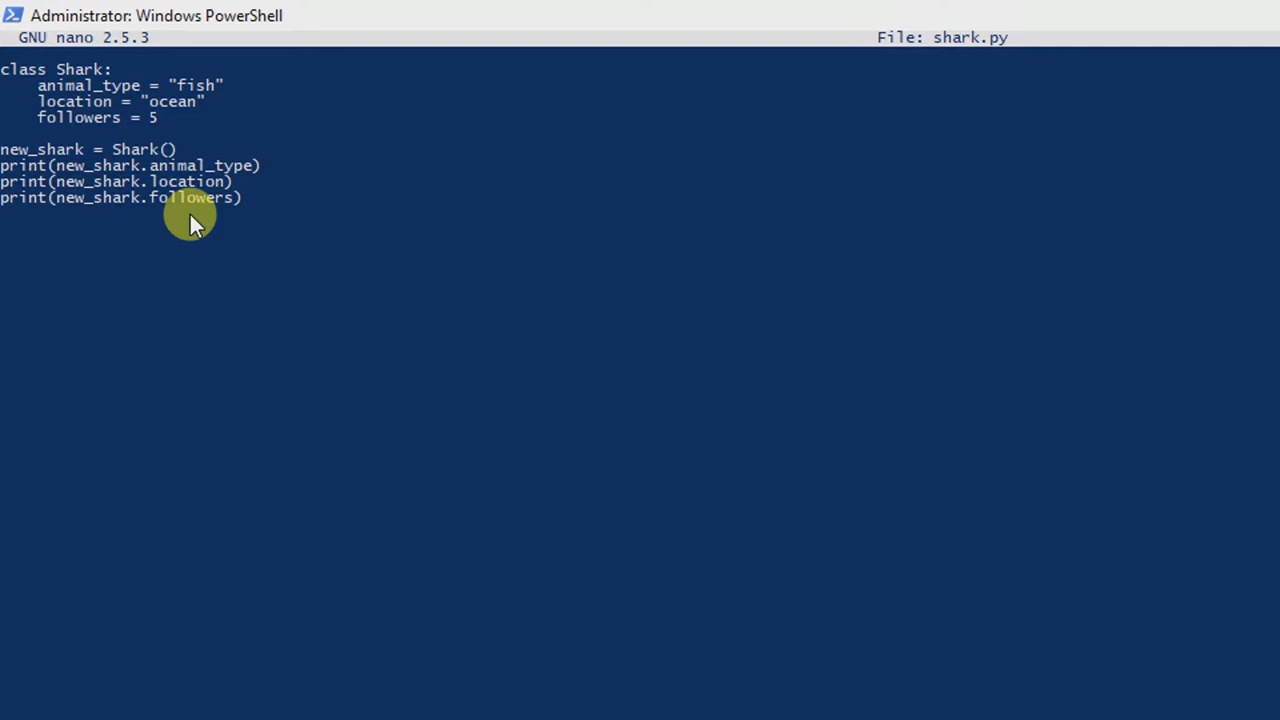 Administrator: Windows PowerShell
GNU nano 2.5.3 File: shark.py
class Shark:
    animal_type = "fish"
    location = "ocean"
    followers = 5
new_shark = Shark()
print(new_shark.animal_type)
print(new_shark.location)
print(new_shark.followers)